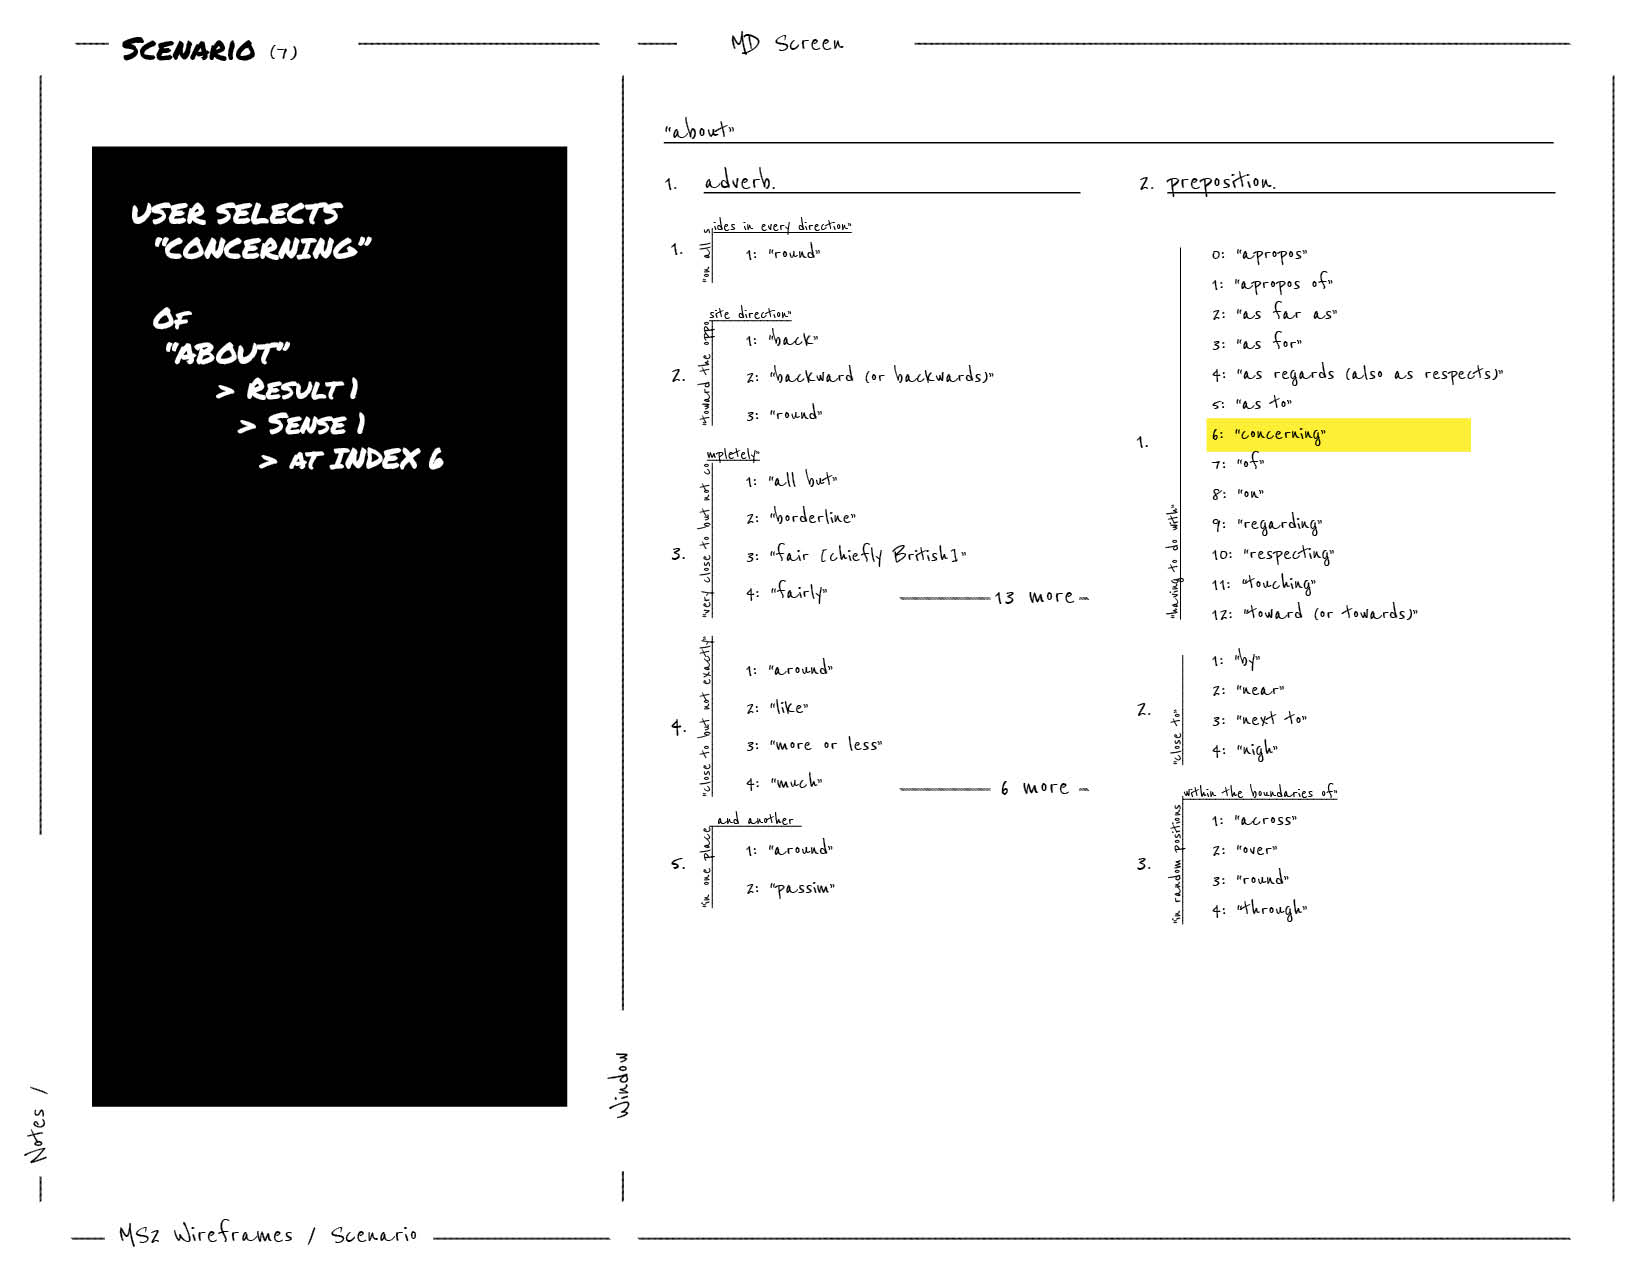 SCENARIO (7)
MD Screen
USER SELECTS
"CONCERNING"
OF
"ABOUT"
> RESULT 1
> SENSE 1
> AT INDEX 6
"about"
1. adverb.
1.
"on all sides in every direction"
1: "round"
2.
"toward the opposite direction"
1: "back"
2: "backward (or backwards)"
3: "round"
3.
"very close to but not completely"
1: "all but"
2: "borderline"
3: "fair [chiefly British]"
4: "fairly"
13 more
4.
"close to but not exactly"
1: "around"
2: "like"
3: "more or less"
4: "much"
6 more
5.
"in one place and another
1: "around"
2: "passim"
2. preposition.
1.
"having to do with"
0: "apropos"
1: "apropos of"
2: "as far as"
3: "as for"
4: "as regards (also as respects)"
5: "as to"
6: "concerning"
7: "of"
8: "on"
9: "regarding"
10: "respecting"
11: "touching"
12: "toward (or towards)"
2.
"close to"
1: "by"
2: "near"
3: "next to"
4: "nigh"
3.
"in random positions within the boundaries of"
1: "across"
2: "over"
3: "round"
4: "through"
Notes /
Window
MS2 Wireframes / Scenario